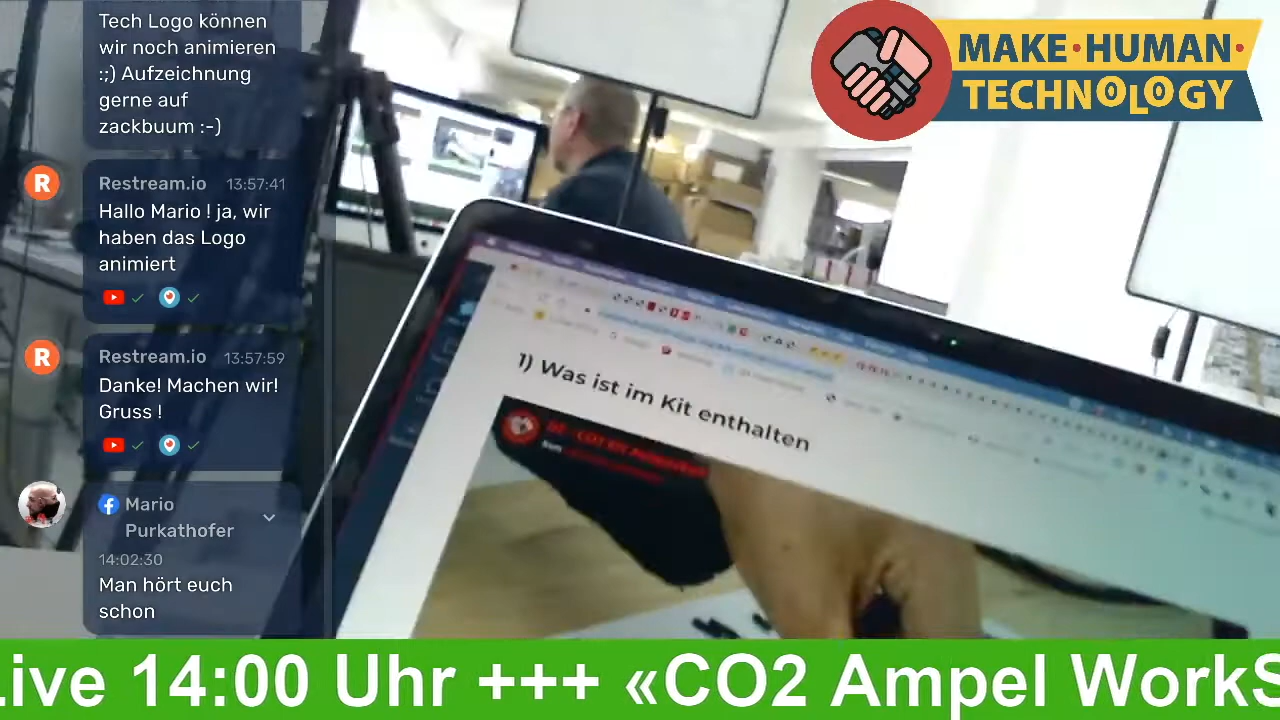 Tech Logo können
wir noch animieren
:;) Aufzeichnung
gerne auf
zackbuum :-)
R
Restream.io 13:57:41
Hallo Mario ! ja, wir
haben das Logo
animiert
R
Restream.io 13:57:59
Danke! Machen wir!
Gruss !
Mario
Purkathofer
14:02:30
Man hört euch
schon
MAKE·HUMAN·
TECHNOLOGY
1) Was ist im Kit enthalten
Live 14:00 Uhr +++ «CO2 Ampel WorkS